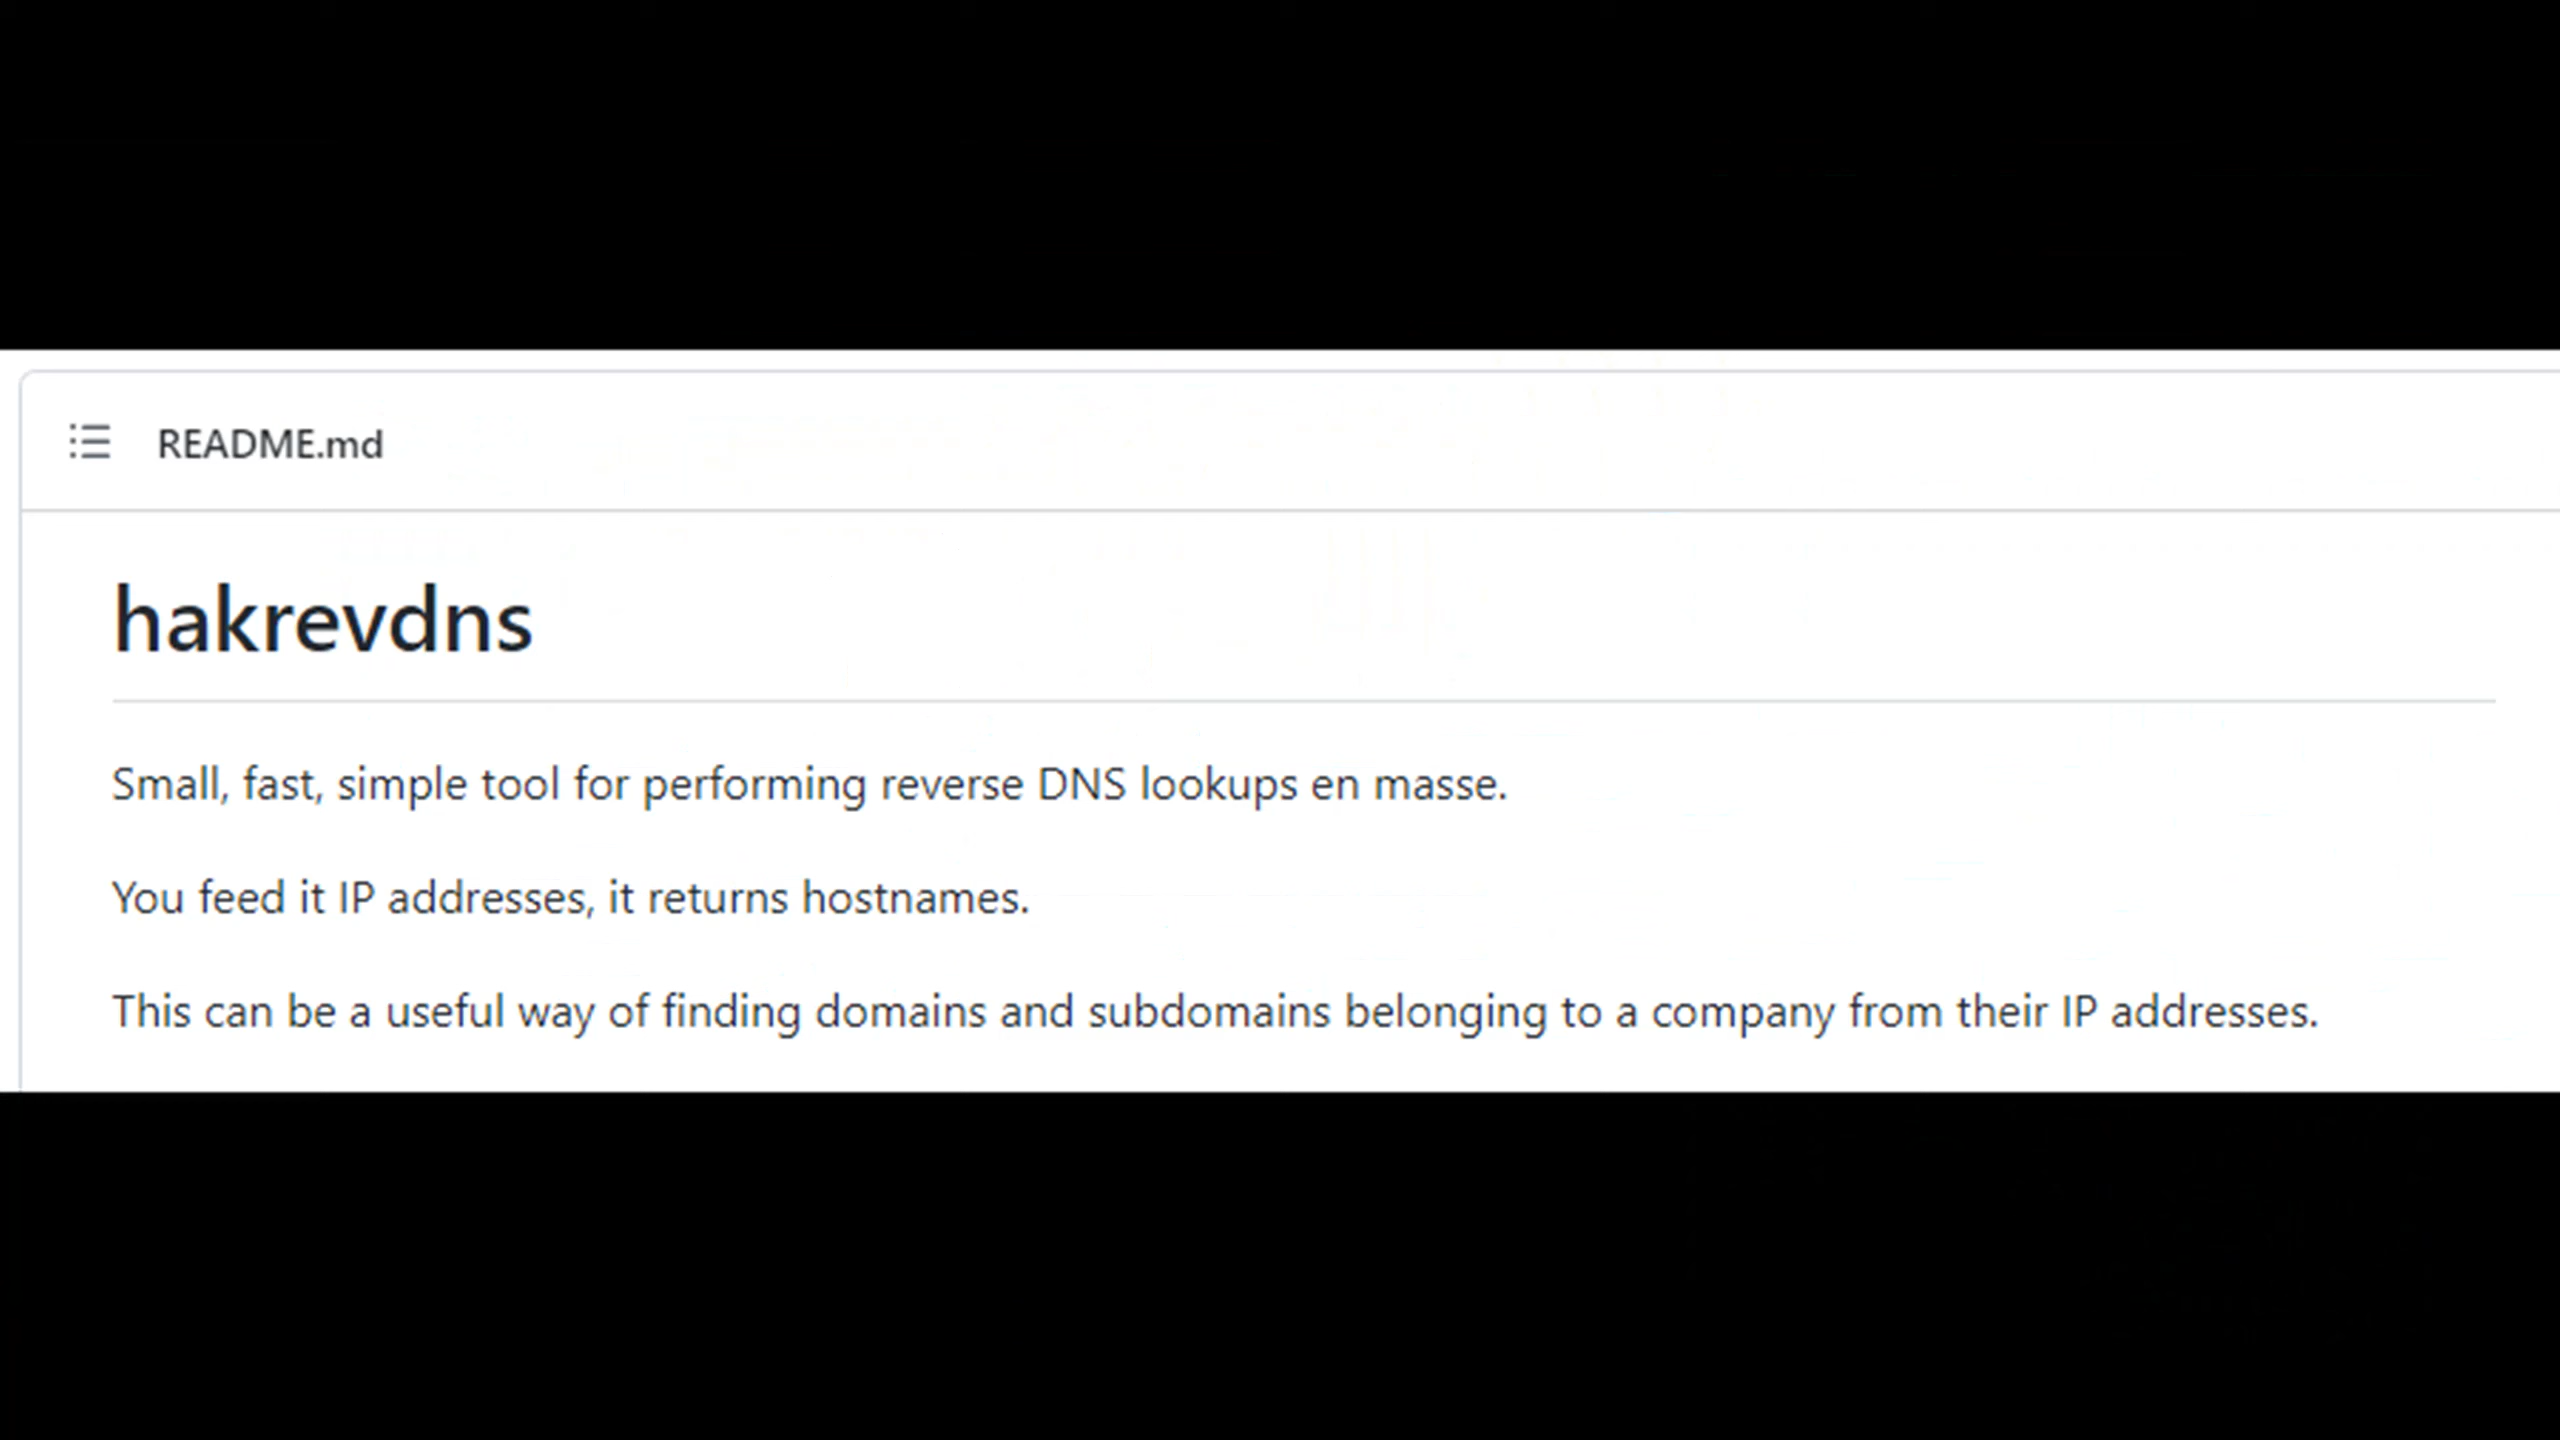 README.md
hakrevdns
Small, fast, simple tool for performing reverse DNS lookups en masse.
You feed it IP addresses, it returns hostnames.
This can be a useful way of finding domains and subdomains belonging to a company from their IP addresses.